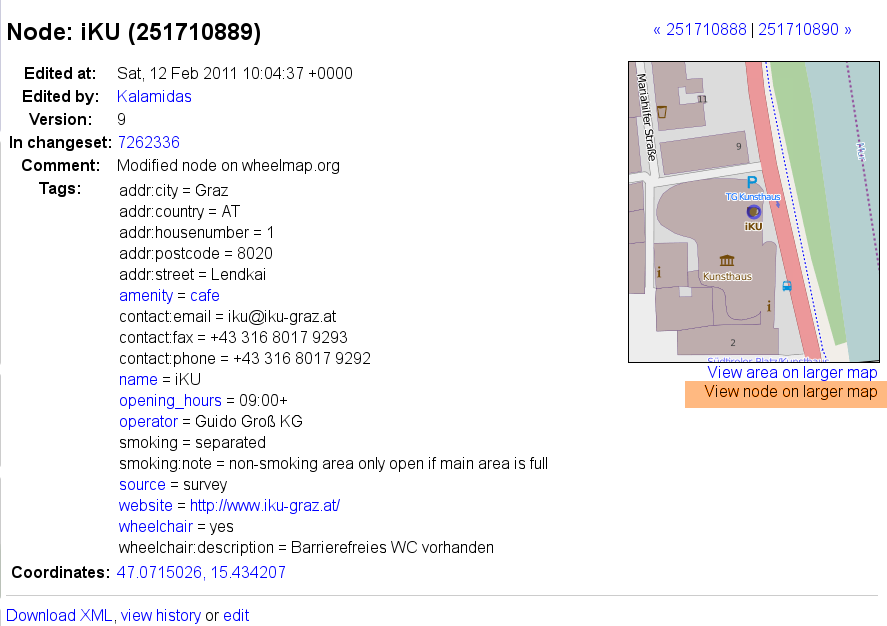 Node: iKU (251710889)
« 251710888 | 251710890 »
Edited at: Sat, 12 Feb 2011 10:04:37 +0000
Edited by: Kalamidas
Version: 9
In changeset: 7262336
Comment: Modified node on wheelmap.org
Tags: addr:city = Graz
addr:country = AT
addr:housenumber = 1
addr:postcode = 8020
addr:street = Lendkai
amenity = cafe
contact:email = iku@iku-graz.at
contact:fax = +43 316 8017 9293
contact:phone = +43 316 8017 9292
name = iKU
opening_hours = 09:00+
operator = Guido Groß KG
smoking = separated
smoking:note = non-smoking area only open if main area is full
source = survey
website = http://www.iku-graz.at/
wheelchair = yes
wheelchair:description = Barrierefreies WC vorhanden
Coordinates: 47.0715026, 15.434207
Mariahilfer Straße
11
9
P
TG Kunsthaus
iKU
Kunsthaus
i
i
2
Südtiroler Platz/Kunsthaus
Mur
View area on larger map
View node on larger map
Download XML, view history or edit